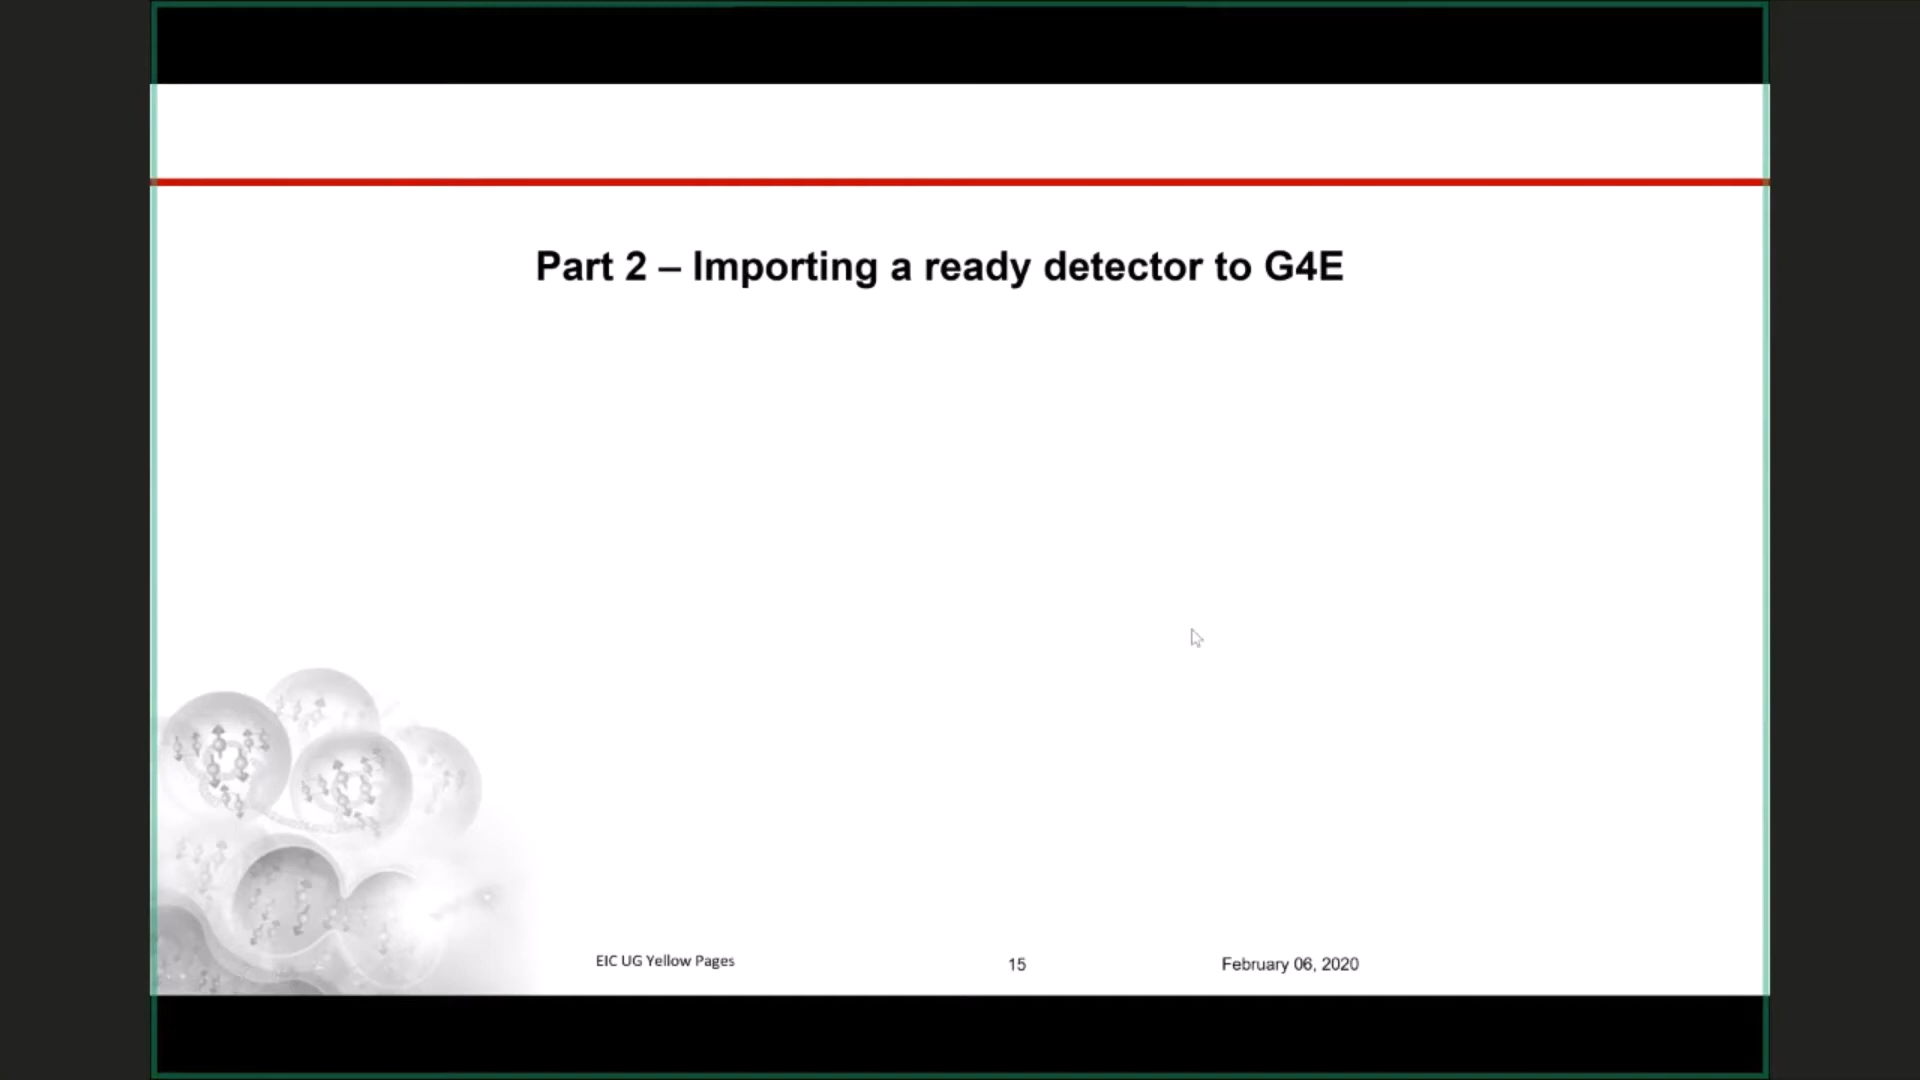 Part 2 – Importing a ready detector to G4E
EIC UG Yellow Pages
15
February 06, 2020